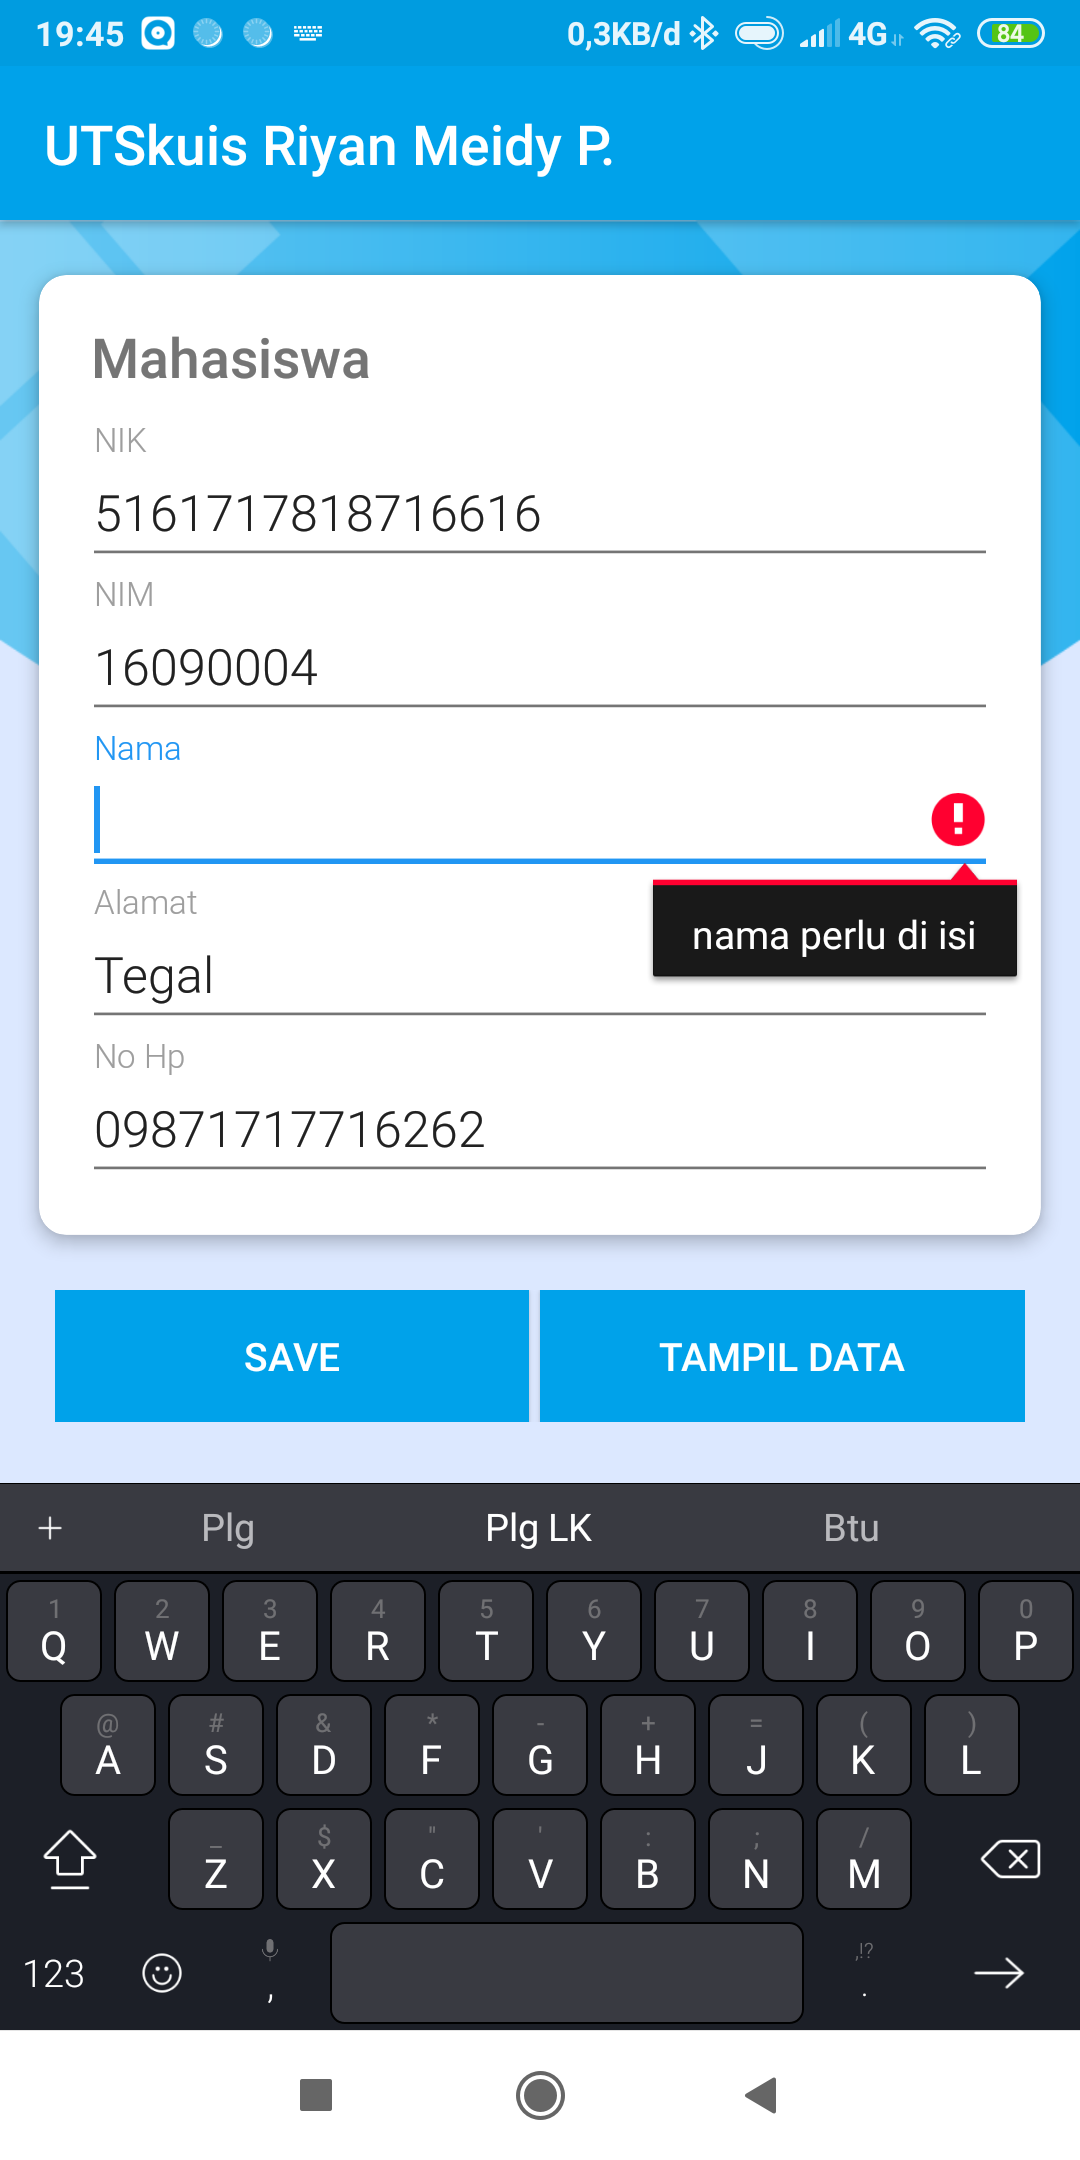 19:45 0,3KB/d 4G 84
UTSkuis Riyan Meidy P.
Mahasiswa
NIK
5161717818716616
NIM
16090004
Nama
nama perlu di isi
Alamat
Tegal
No Hp
09871717716262
SAVE TAMPIL DATA
+ Plg Plg LK Btu
1 2 3 4 5 6 7 8 9 0
Q W E R T Y U I O P
@ # & * - + = ( )
A S D F G H J K L
_ $ " ' : ; /
Z X C V B N M
123 , ,!? .